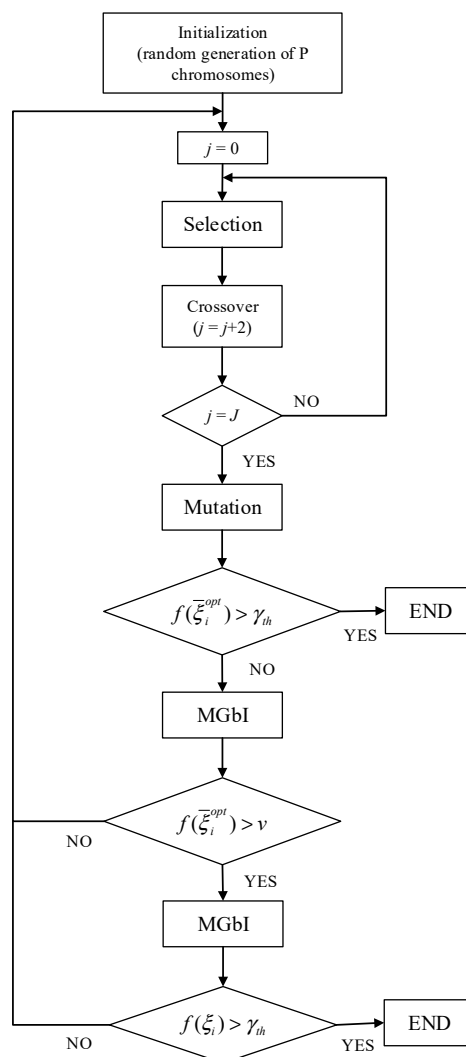 Initialization
(random generation of P
chromosomes)
j = 0
Selection
Crossover
(j = j+2)
j = J
NO
YES
Mutation
f(ξ̅ᵢᵒᵖᵗ) > γₜₕ
YES
END
NO
MGbI
f(ξ̅ᵢᵒᵖᵗ) > v
NO
YES
MGbI
f(ξᵢ) > γₜₕ
NO
YES
END